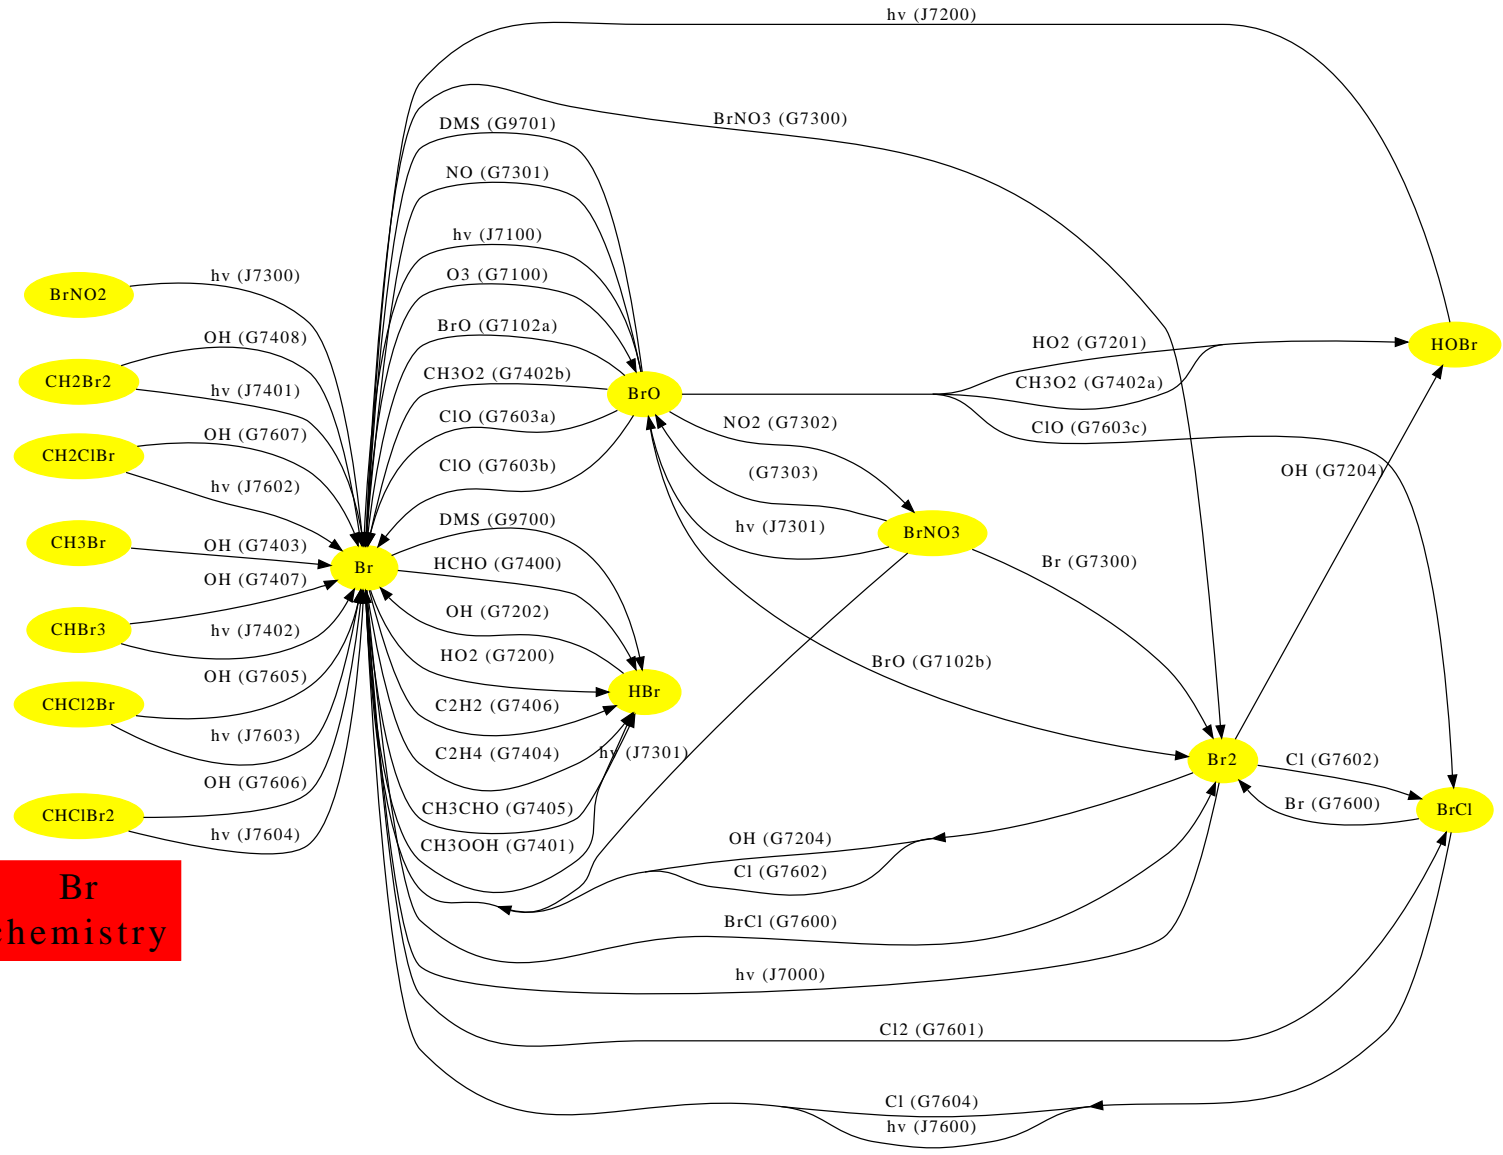 hv (J7200)
BrNO3 (G7300)
DMS (G9701)
NO (G7301)
hv (J7100)
O3 (G7100)
BrO (G7102a)
CH3O2 (G7402b)
ClO (G7603a)
ClO (G7603b)
BrNO2
hv (J7300)
CH2Br2
OH (G7408)
hv (J7401)
CH2ClBr
OH (G7607)
hv (J7602)
CH3Br
OH (G7403)
CHBr3
OH (G7407)
hv (J7402)
CHCl2Br
OH (G7605)
hv (J7603)
CHClBr2
OH (G7606)
hv (J7604)
Br
BrO
HOBr
HO2 (G7201)
CH3O2 (G7402a)
ClO (G7603c)
NO2 (G7302)
(G7303)
hv (J7301)
BrNO3
Br (G7300)
OH (G7204)
DMS (G9700)
HCHO (G7400)
OH (G7202)
HO2 (G7200)
HBr
C2H2 (G7406)
C2H4 (G7404)
hv (J7301)
CH3CHO (G7405)
CH3OOH (G7401)
BrO (G7102b)
Br2
Cl (G7602)
Br (G7600)
BrCl
OH (G7204)
Cl (G7602)
BrCl (G7600)
hv (J7000)
Cl2 (G7601)
Cl (G7604)
hv (J7600)
Br
chemistry